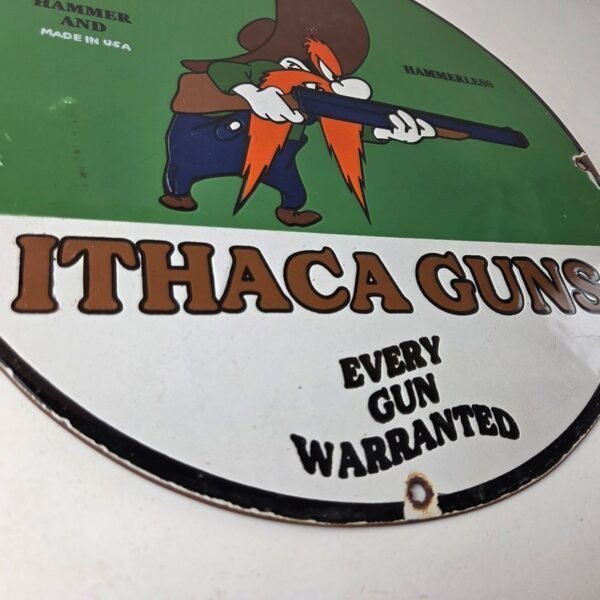 HAMMER
AND
MADE IN USA
HAMMERLESS
ITHACA GUNS
EVERY
GUN
WARRANTED